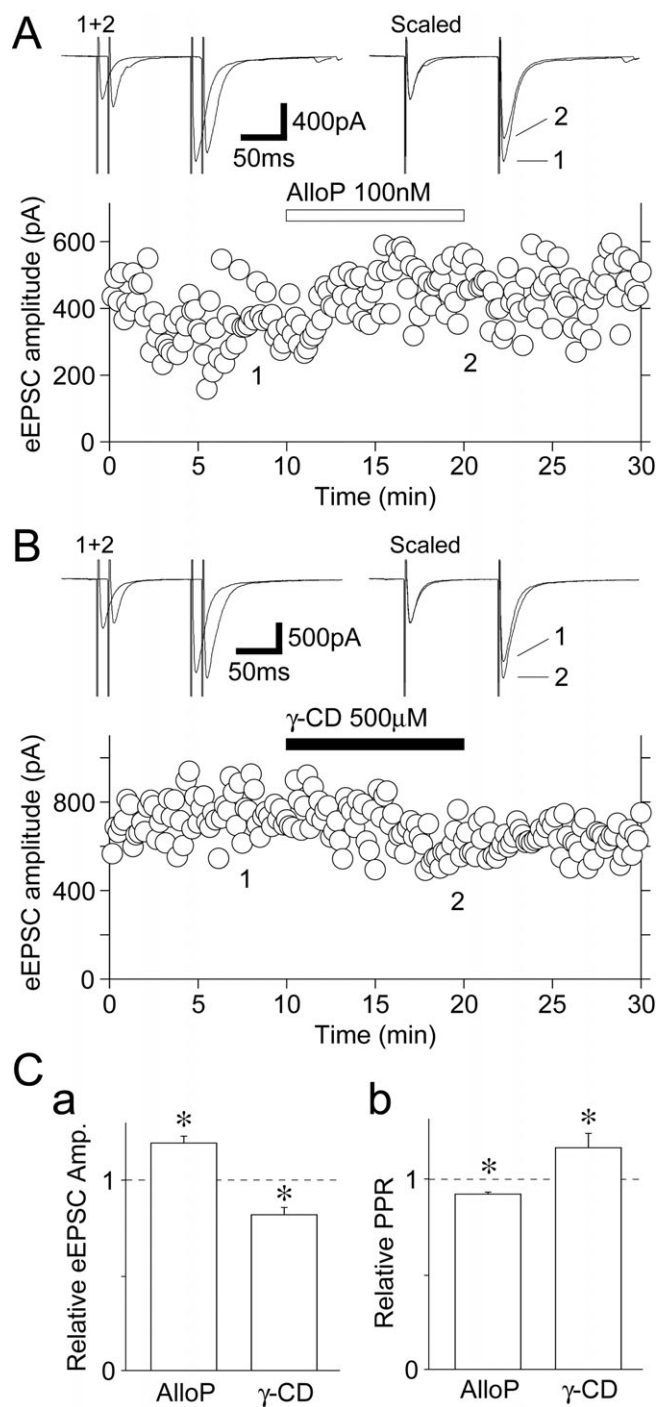 A
1+2
Scaled
400pA
50ms
2
1
AlloP 100nM
eEPSC amplitude (pA)
600
400
200
0
1
2
0 5 10 15 20 25 30
Time (min)
B
1+2
Scaled
500pA
50ms
1
2
γ-CD 500μM
eEPSC amplitude (pA)
800
400
0
1
2
0 5 10 15 20 25 30
Time (min)
C
a
Relative eEPSC Amp.
1
0
*
*
AlloP γ-CD
b
Relative PPR
1
0
*
*
AlloP γ-CD